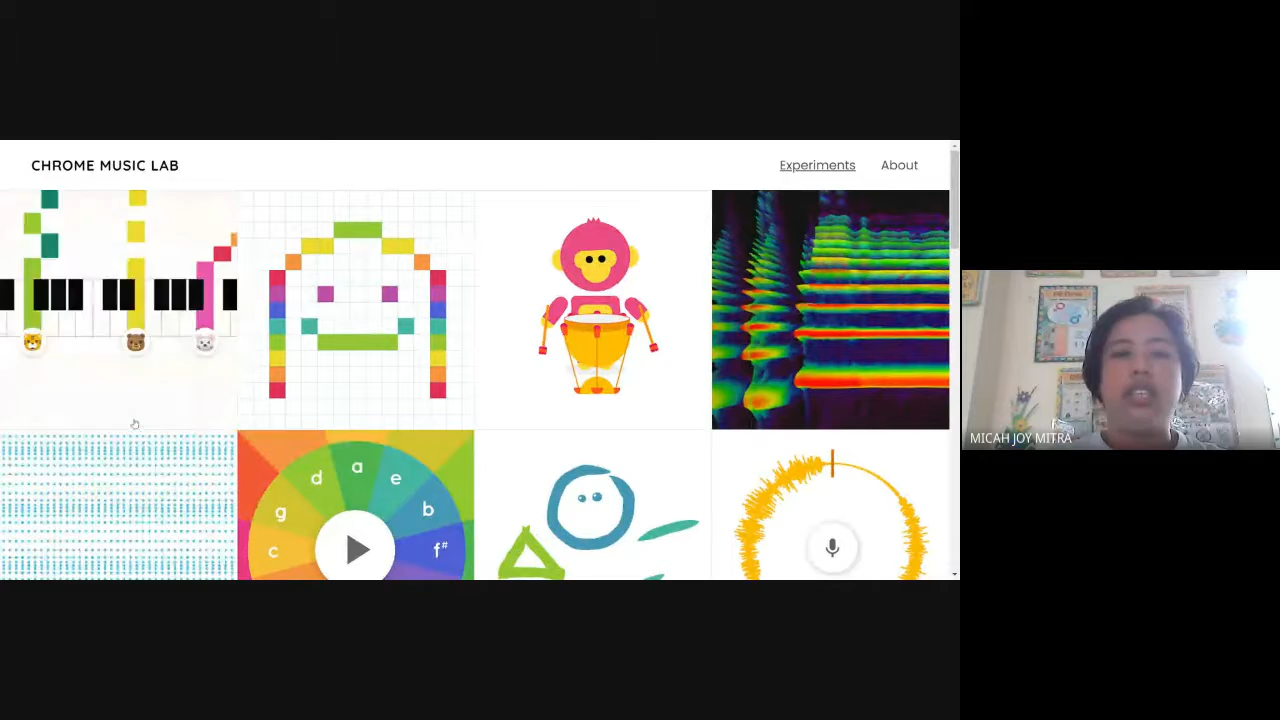 CHROME MUSIC LAB
Experiments
About
a
d
e
g
b
c
f#
MICAH JOY MITRA